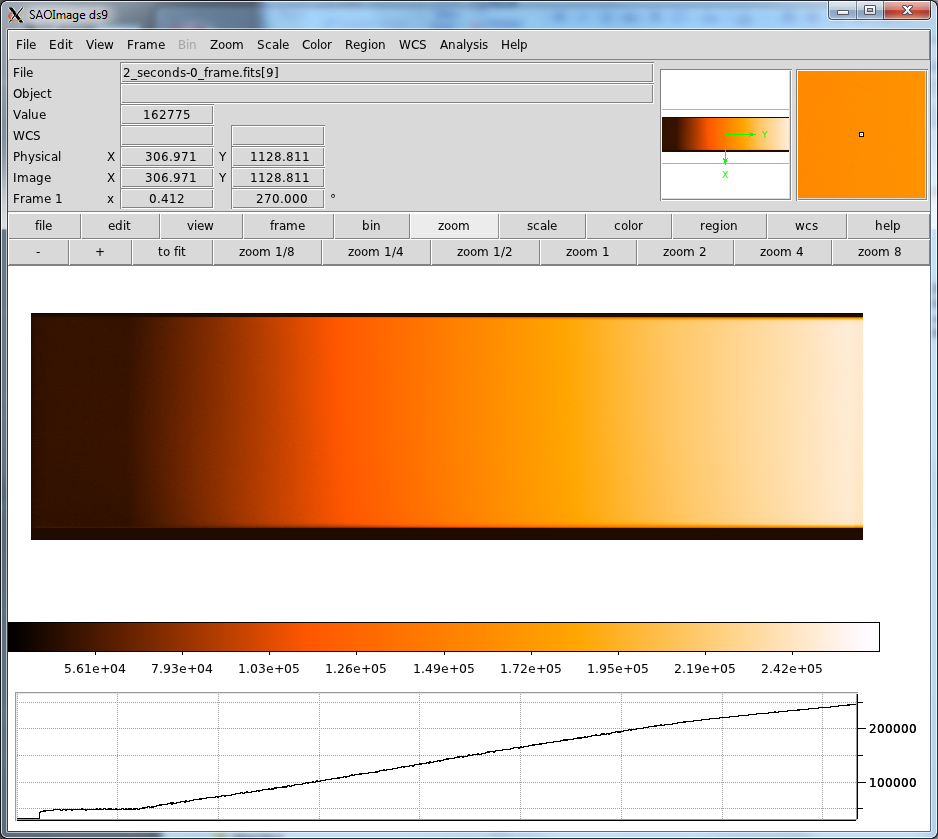 SAOImage ds9
File Edit View Frame Bin Zoom Scale Color Region WCS Analysis Help
File 2_seconds-0_frame.fits[9]
Object
Value 162775
WCS
Physical X 306.971 Y 1128.811
Image X 306.971 Y 1128.811
Frame 1 x 0.412 270.000 °
Y
X
file edit view frame bin zoom scale color region wcs help
- + to fit zoom 1/8 zoom 1/4 zoom 1/2 zoom 1 zoom 2 zoom 4 zoom 8
5.61e+04 7.93e+04 1.03e+05 1.26e+05 1.49e+05 1.72e+05 1.95e+05 2.19e+05 2.42e+05
200000
100000